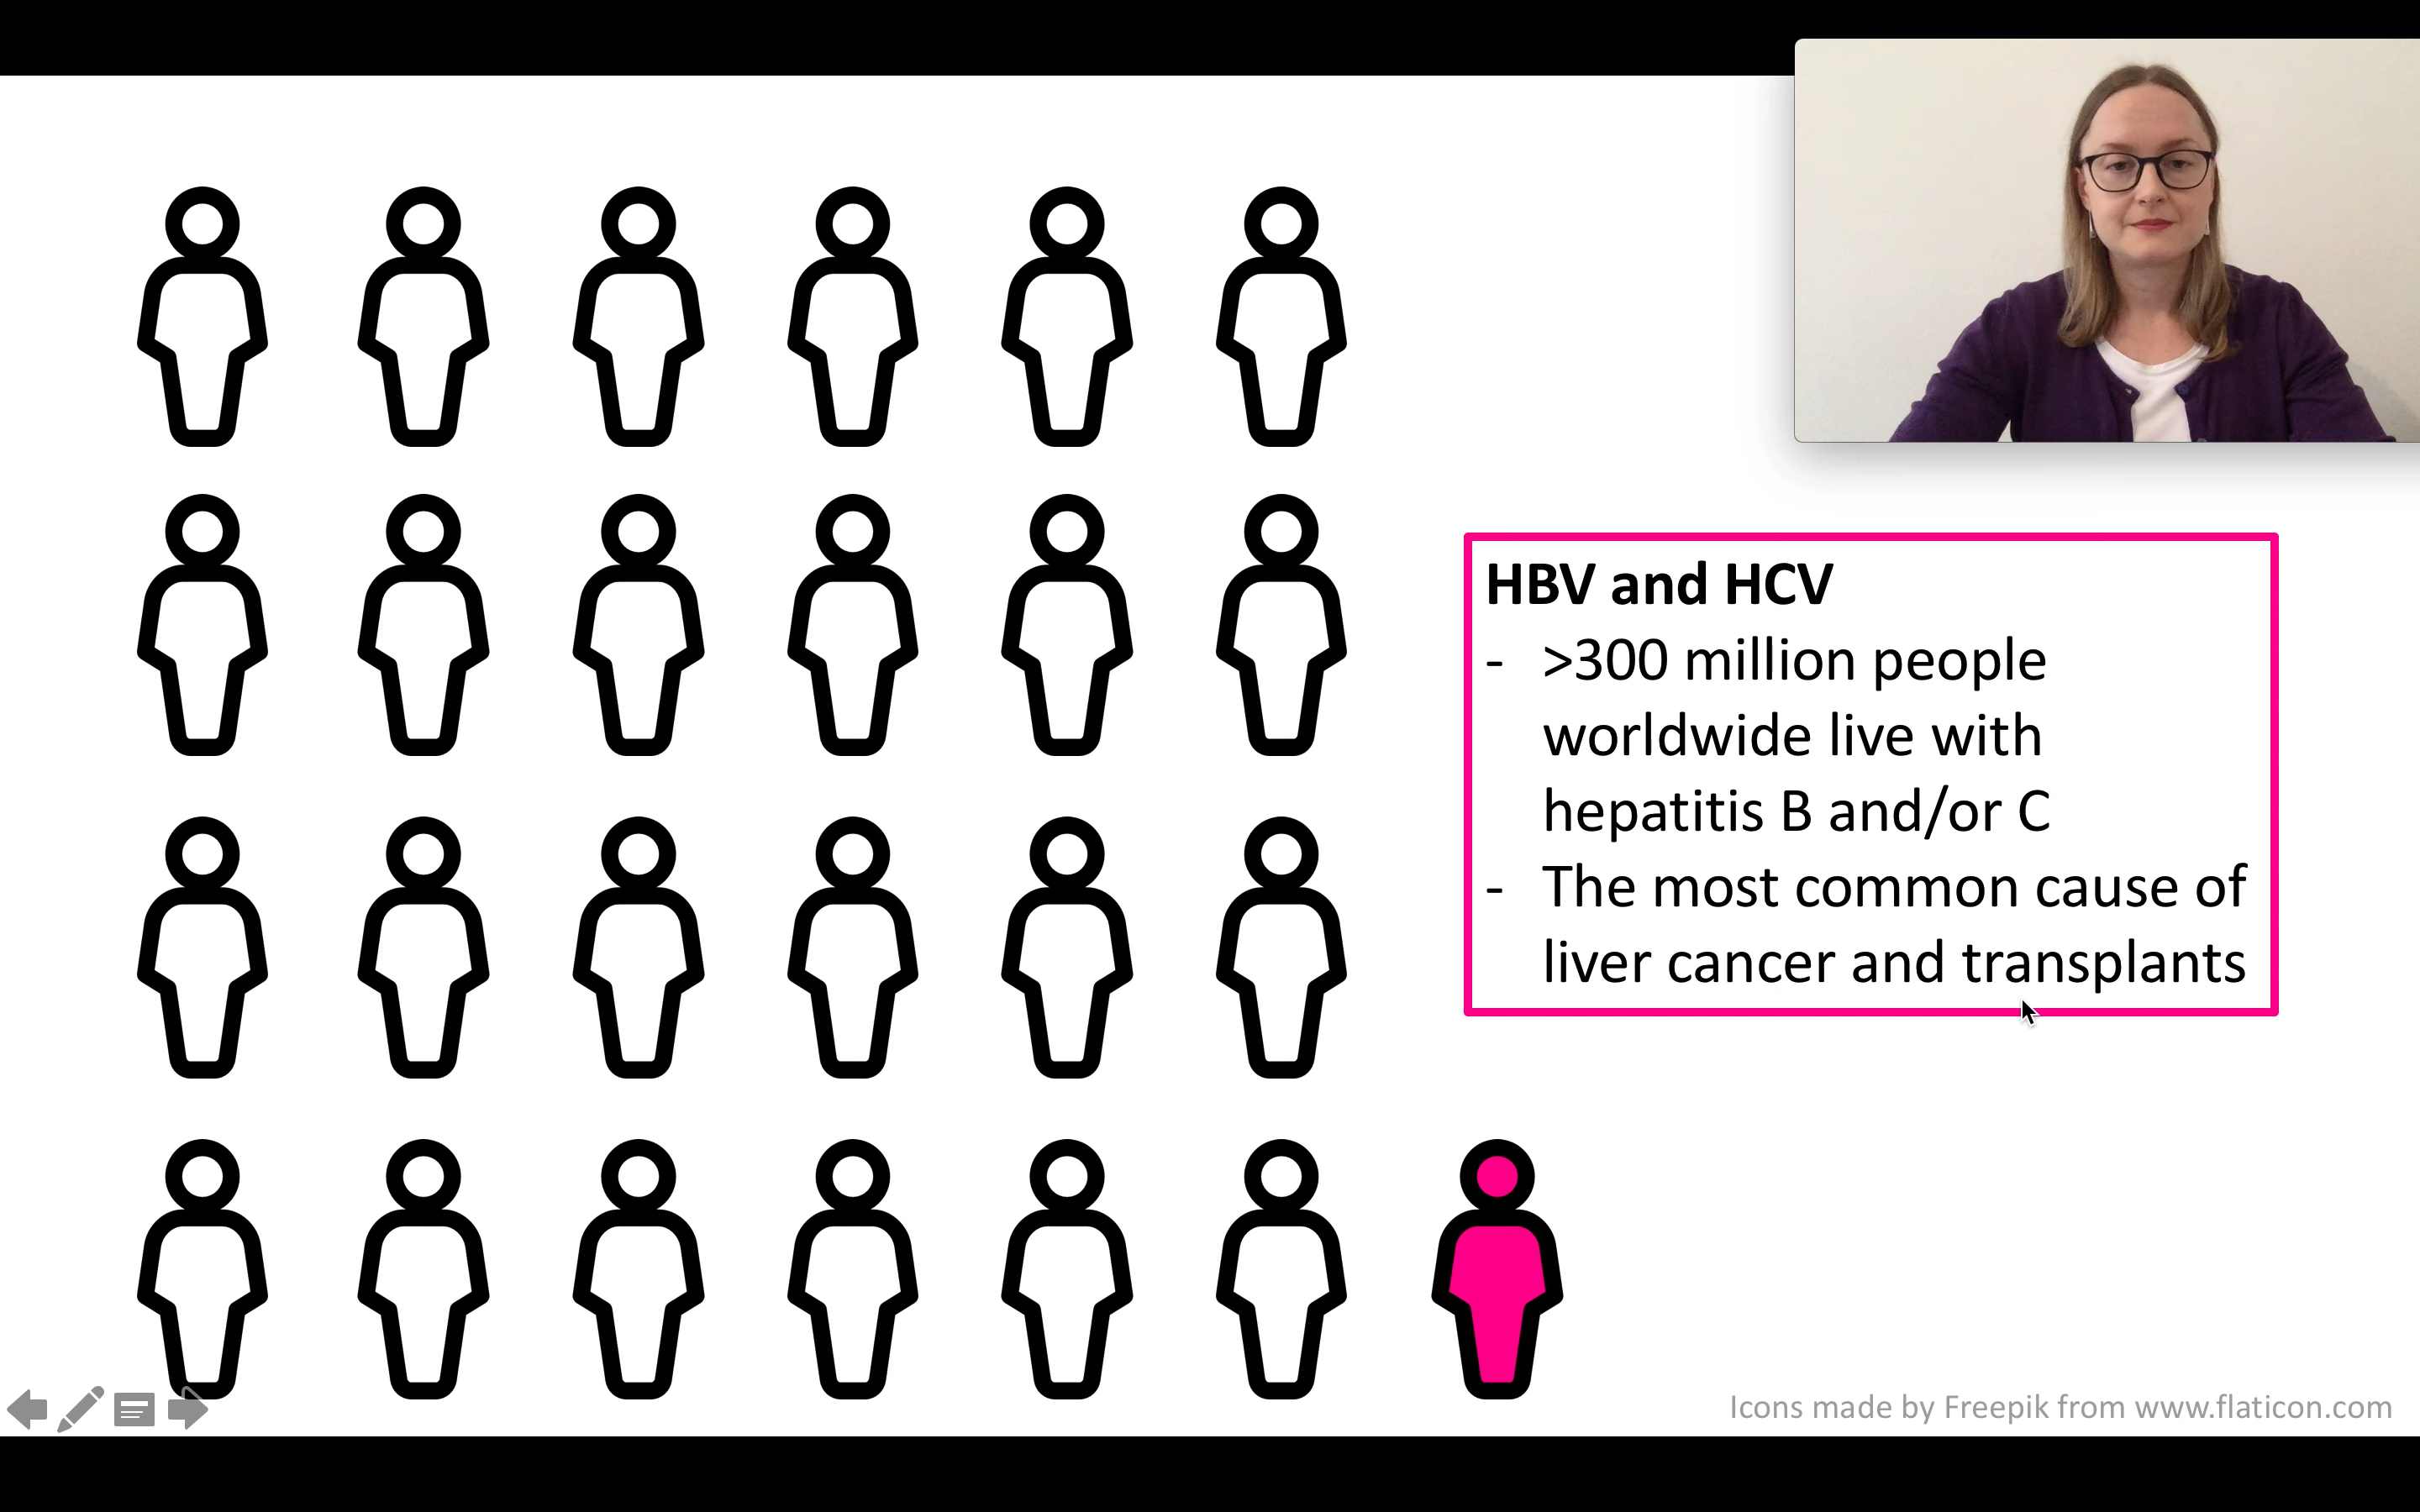 HBV and HCV
- >300 million people
worldwide live with
hepatitis B and/or C
- The most common cause of
liver cancer and transplants
Icons made by Freepik from www.flaticon.com